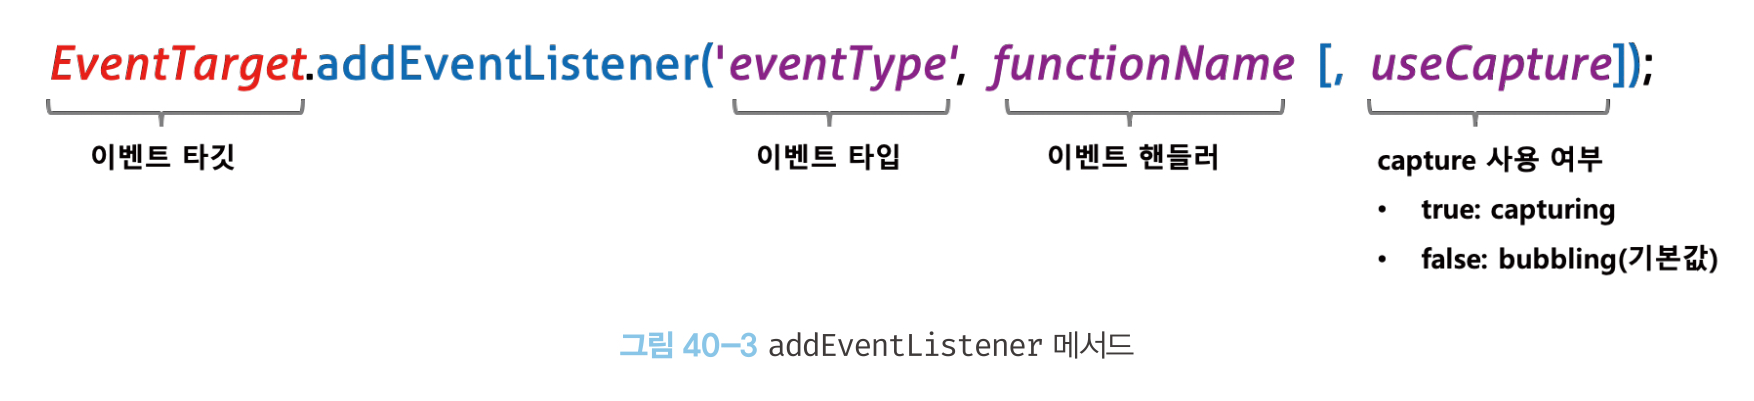 EventTarget.addEventListener('eventType', functionName [, useCapture]);
이벤트 타깃 이벤트 타입 이벤트 핸들러 capture 사용 여부
• true: capturing
• false: bubbling(기본값)
그림 40-3 addEventListener 메서드